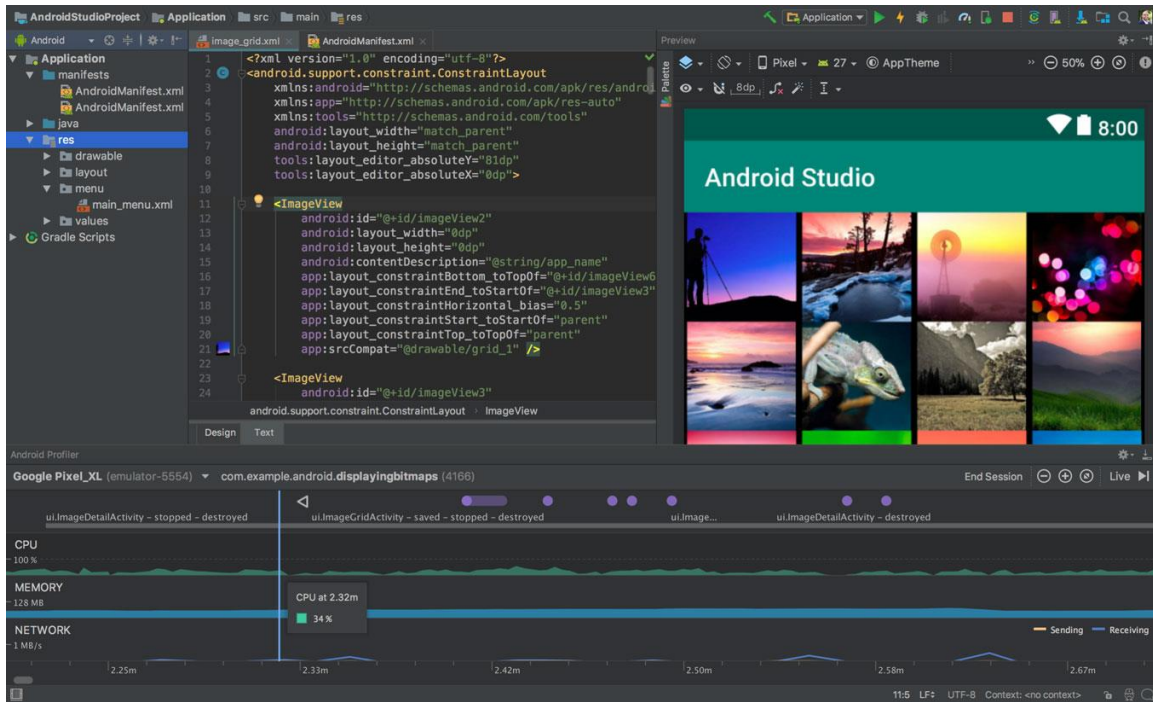 AndroidStudioProject Application src main res
Application
Android
image_grid.xml
AndroidManifest.xml
Application
manifests
AndroidManifest.xml
AndroidManifest.xml
java
res
drawable
layout
menu
main_menu.xml
values
Gradle Scripts
1 <?xml version="1.0" encoding="utf-8"?>
2 <android.support.constraint.ConstraintLayout
3 xmlns:android="http://schemas.android.com/apk/res/androi
4 xmlns:app="http://schemas.android.com/apk/res-auto"
5 xmlns:tools="http://schemas.android.com/tools"
6 android:layout_width="match_parent"
7 android:layout_height="match_parent"
8 tools:layout_editor_absoluteY="81dp"
9 tools:layout_editor_absoluteX="0dp">
10
11 <ImageView
12 android:id="@+id/imageView2"
13 android:layout_width="0dp"
14 android:layout_height="0dp"
15 android:contentDescription="@string/app_name"
16 app:layout_constraintBottom_toTopOf="@+id/imageView6
17 app:layout_constraintEnd_toStartOf="@+id/imageView3"
18 app:layout_constraintHorizontal_bias="0.5"
19 app:layout_constraintStart_toStartOf="parent"
20 app:layout_constraintTop_toTopOf="parent"
21 app:srcCompat="@drawable/grid_1" />
22
23 <ImageView
24 android:id="@+id/imageView3"
android.support.constraint.ConstraintLayout ImageView
Design Text
Preview
Palette
Pixel 27 AppTheme 50%
8dp
8:00
Android Studio
Android Profiler
Google Pixel_XL (emulator-5554) com.example.android.displayingbitmaps (4166)
End Session Live
ui.ImageDetailActivity – stopped – destroyed
ui.ImageGridActivity – saved – stopped – destroyed
ui.Image...
ui.ImageDetailActivity – destroyed
CPU
100 %
CPU at 2.32m
34 %
MEMORY
128 MB
NETWORK
1 MB/s
Sending Receiving
2.25m 2.33m 2.42m 2.50m 2.58m 2.67m
11:5 LF UTF-8 Context: <no context>